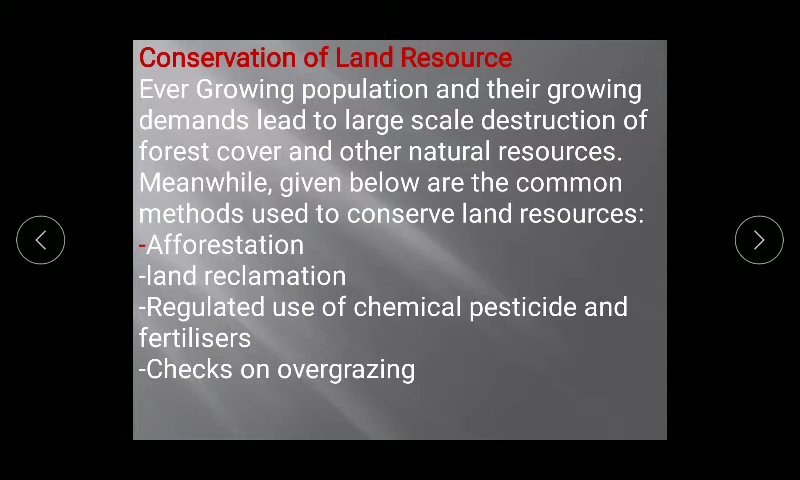 Conservation of Land Resource
Ever Growing population and their growing
demands lead to large scale destruction of
forest cover and other natural resources.
Meanwhile, given below are the common
methods used to conserve land resources:
-Afforestation
-land reclamation
-Regulated use of chemical pesticide and
fertilisers
-Checks on overgrazing